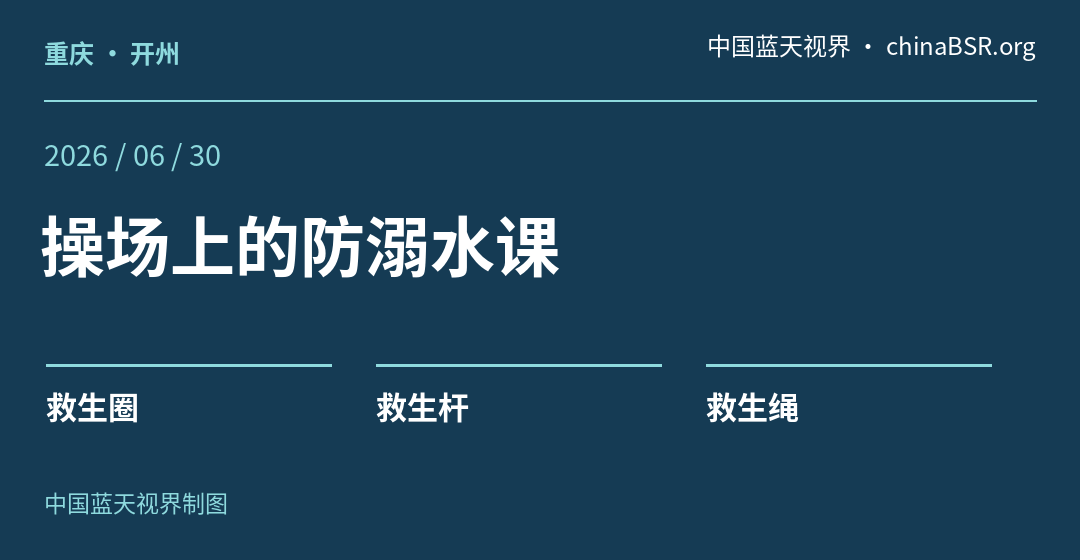 重庆 · 开州
中国蓝天视界 · chinaBSR.org
2026 / 06 / 30
操场上的防溺水课
救生圈
救生杆
救生绳
中国蓝天视界制图